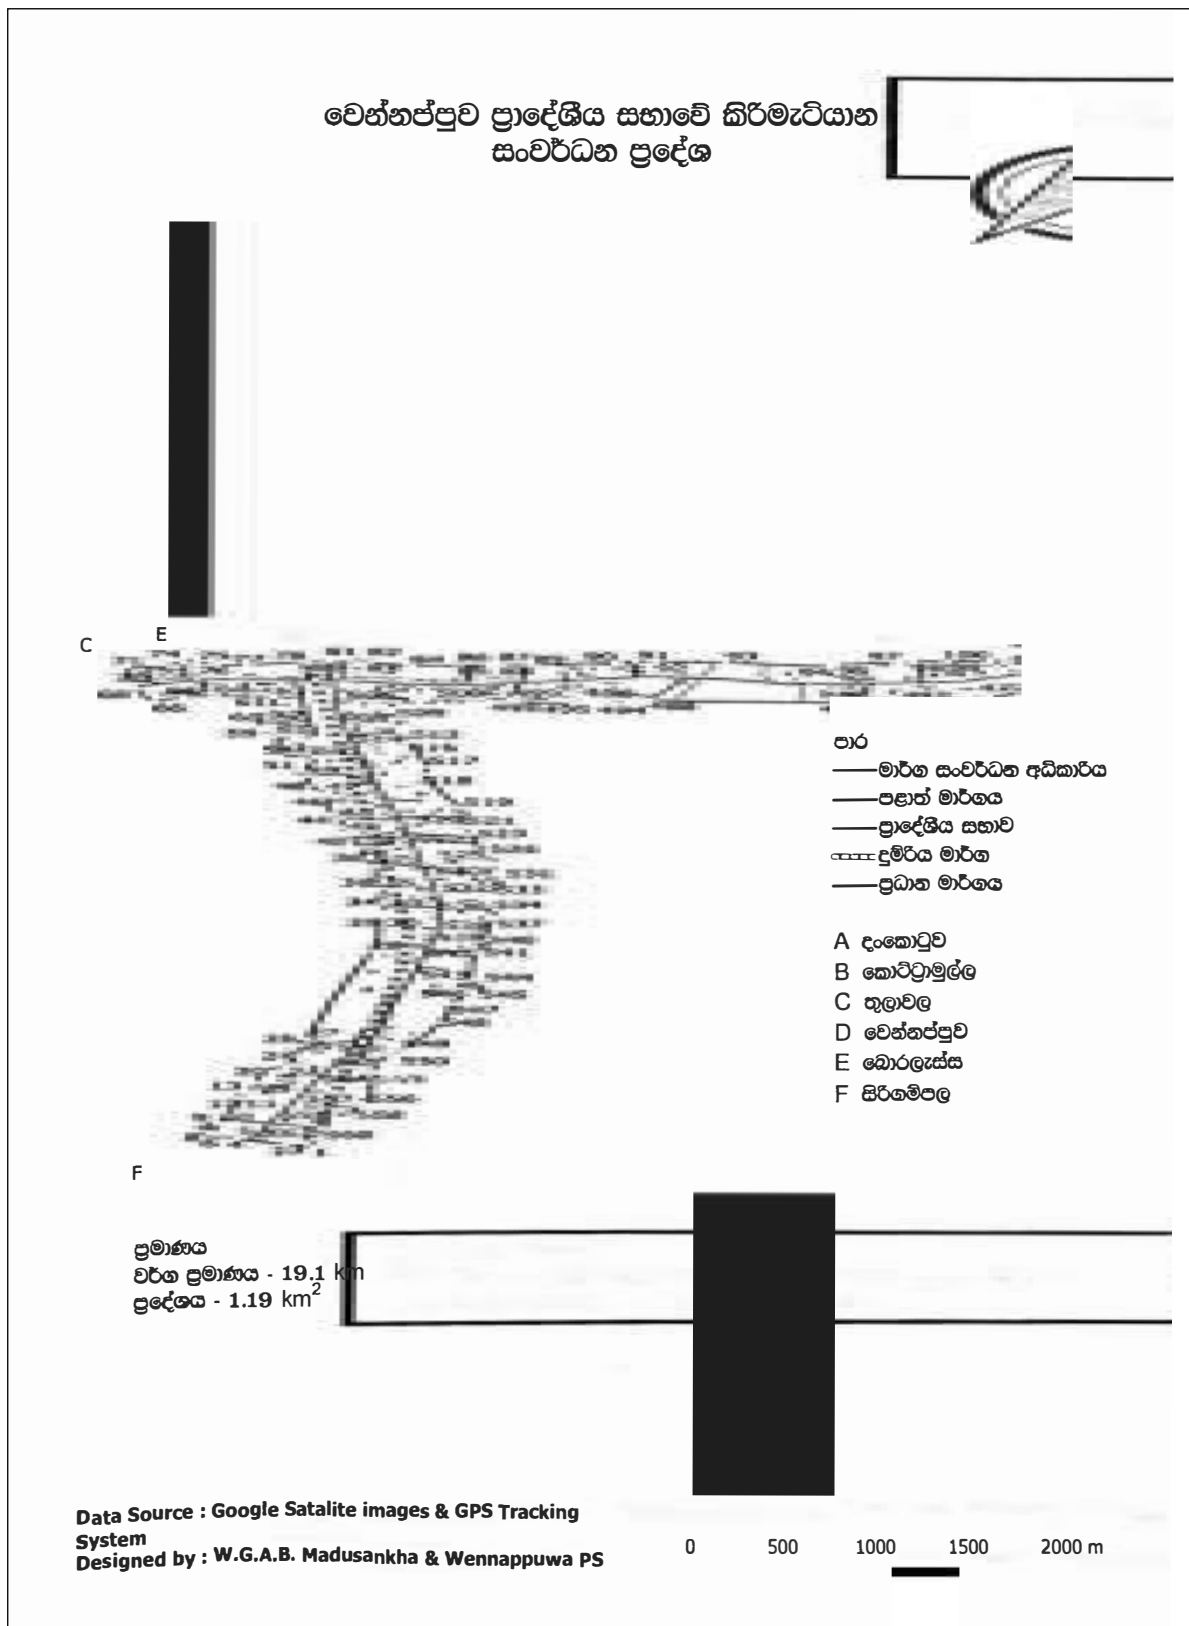 වෙන්නප්පුව ප්‍රාදේශීය සභාවේ කිරිමැටියාන
සංවර්ධන ප්‍රදේශ
C
E
පාර
මාර්ග සංවර්ධන අධිකාරිය
පළාත් මාර්ගය
ප්‍රාදේශීය සභාව
දුම්රිය මාර්ග
ප්‍රධාන මාර්ගය
A දංකොටුව
B කොට්ට්‍රාමුල්ල
C තුලාවල
D වෙන්නප්පුව
E බොරලැස්ස
F සිරිගම්පල
F
ප්‍රමාණය
වර්ග ප්‍රමාණය - 19.1 km
ප්‍රදේශය - 1.19 km²
Data Source : Google Satalite images & GPS Tracking
System
Designed by : W.G.A.B. Madusankha & Wennappuwa PS
0 500 1000 1500 2000 m